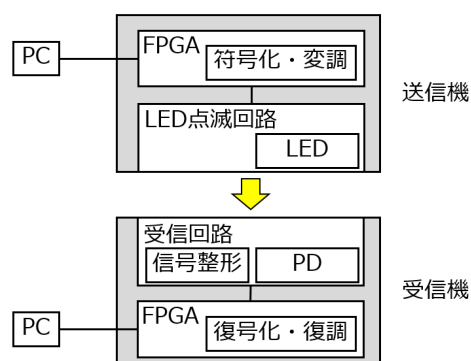 PC
FPGA
符号化・変調
送信機
LED点滅回路
LED
受信回路
信号整形
PD
受信機
PC
FPGA
復号化・復調